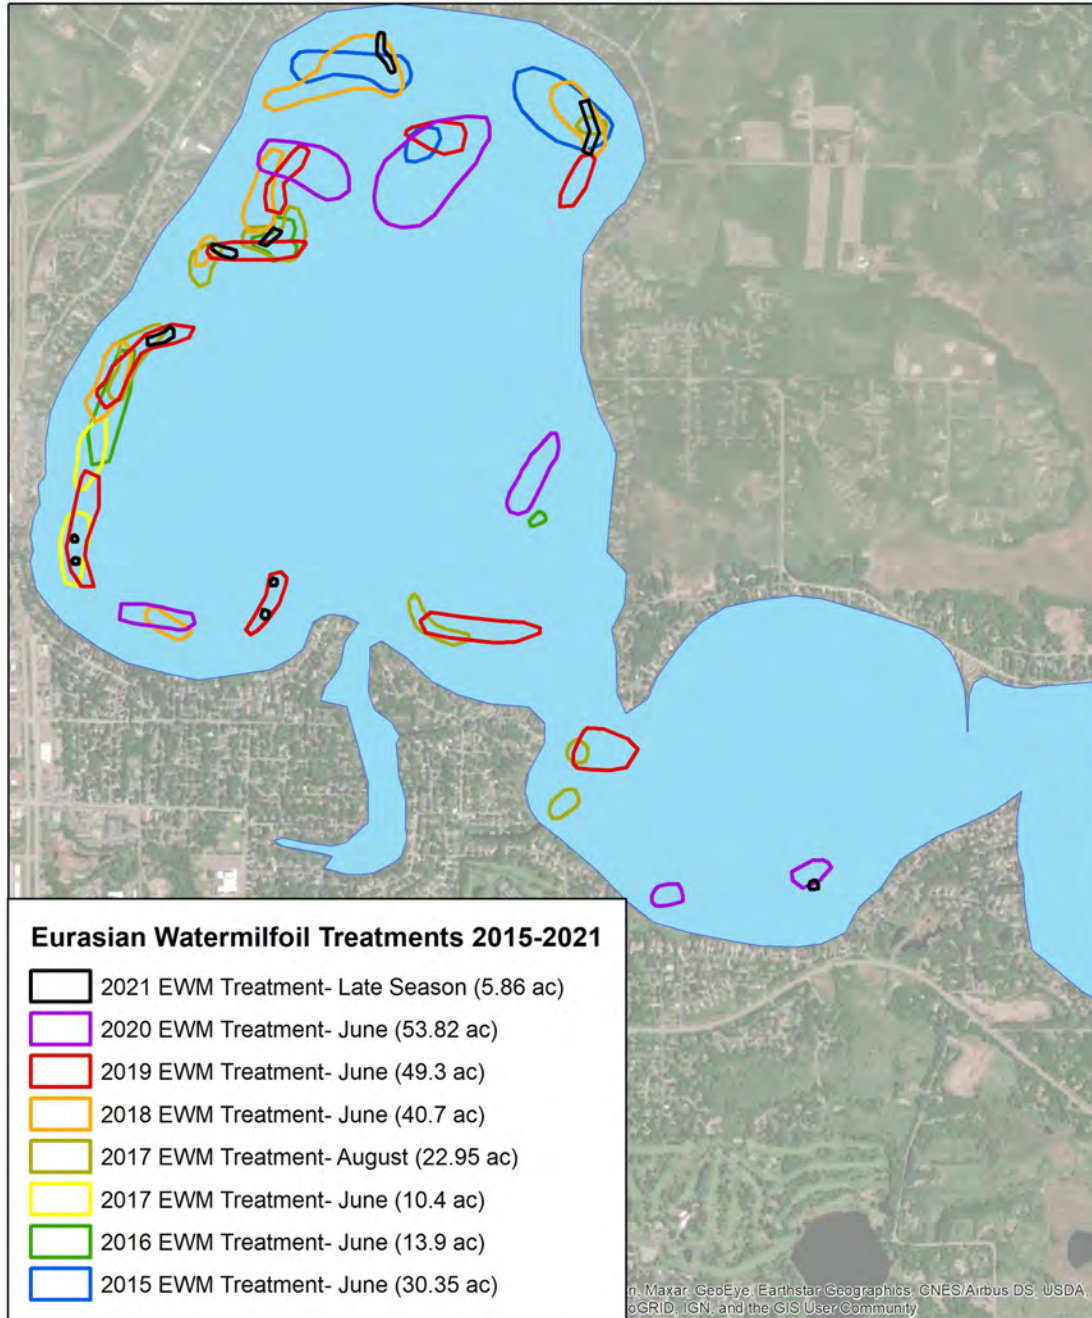 Eurasian Watermilfoil Treatments 2015-2021
2021 EWM Treatment- Late Season (5.86 ac)
2020 EWM Treatment- June (53.82 ac)
2019 EWM Treatment- June (49.3 ac)
2018 EWM Treatment- June (40.7 ac)
2017 EWM Treatment- August (22.95 ac)
2017 EWM Treatment- June (10.4 ac)
2016 EWM Treatment- June (13.9 ac)
2015 EWM Treatment- June (30.35 ac)
Maxar, GeoEye, Earthstar Geographics, CNES/Airbus DS, USDA,
IGN, and the GIS User Community